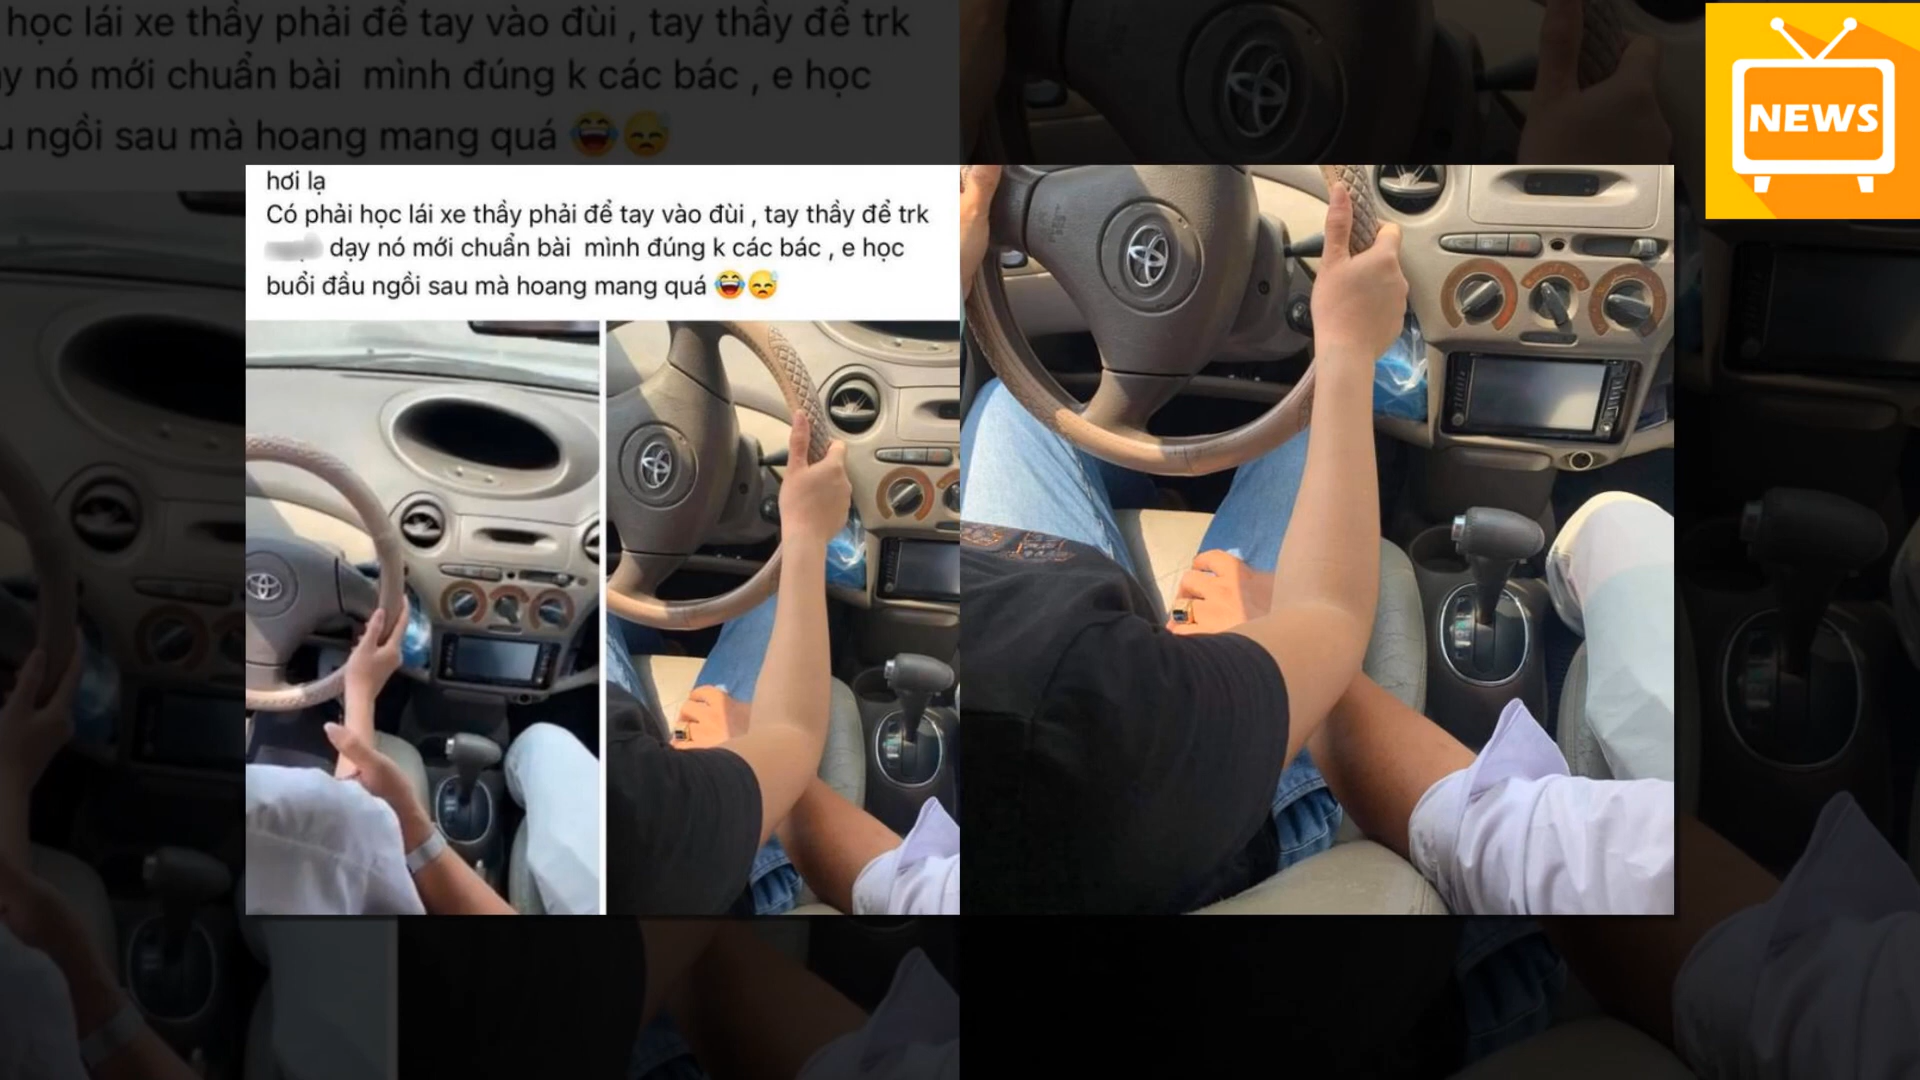 học lái xe thầy phải để tay vào đùi , tay thầy để trk
y nó mới chuẩn bài mình đúng k các bác , e học
u ngồi sau mà hoang mang quá 😂😓
NEWS
hơi lạ
Có phải học lái xe thầy phải để tay vào đùi , tay thầy để trk
dạy nó mới chuẩn bài mình đúng k các bác , e học
buổi đầu ngồi sau mà hoang mang quá 😂😓